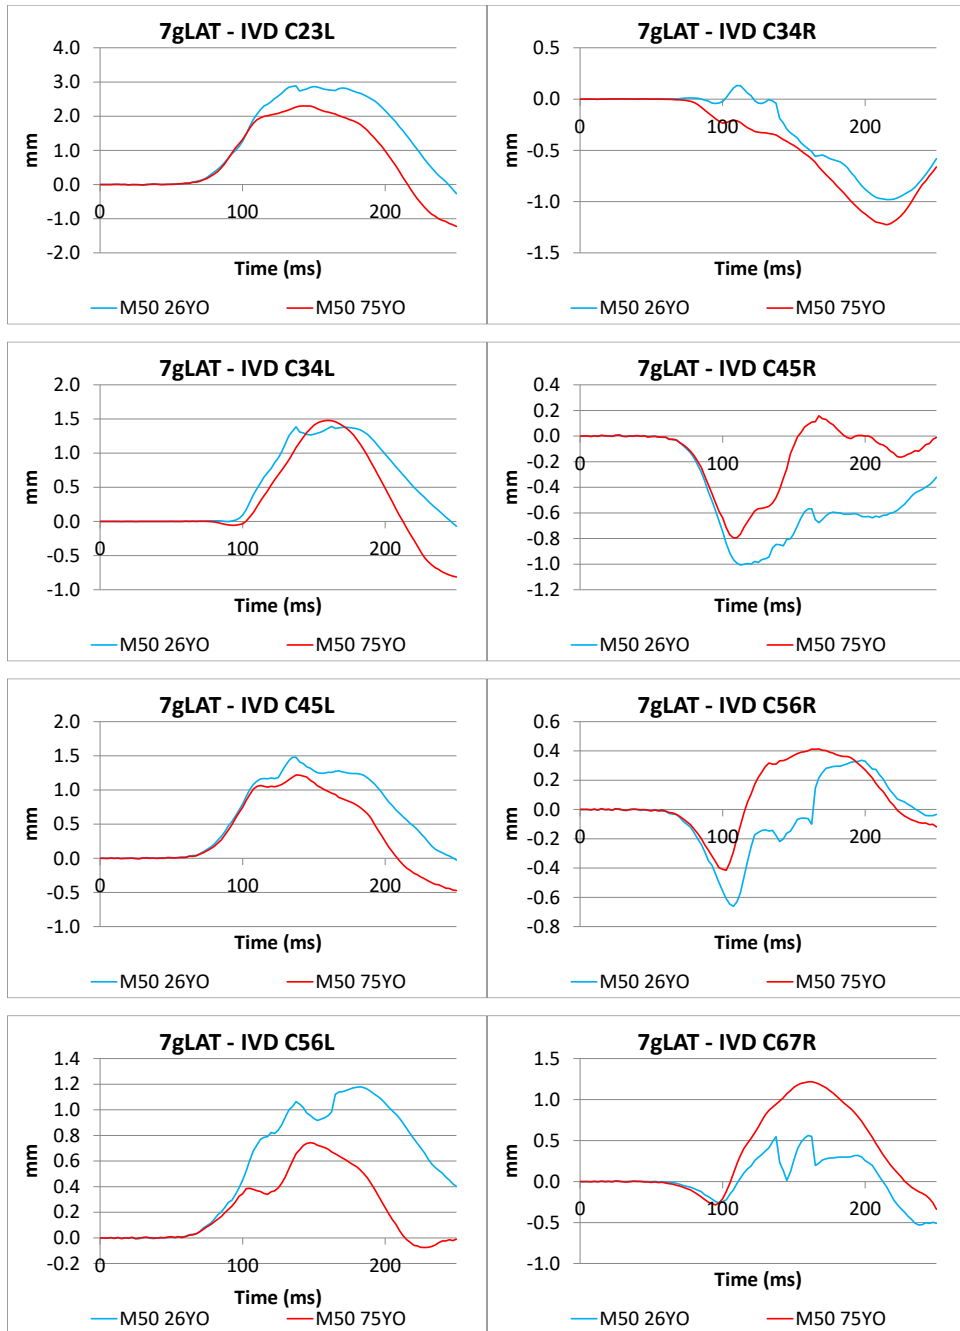 7gLAT - IVD C23L
4.0
3.0
2.0
1.0
0.0
-1.0
-2.0
mm
0 100 200
Time (ms)
M50 26YO M50 75YO
7gLAT - IVD C34R
0.5
0.0
-0.5
-1.0
-1.5
mm
0 100 200
Time (ms)
M50 26YO M50 75YO
7gLAT - IVD C34L
2.0
1.5
1.0
0.5
0.0
-0.5
-1.0
mm
0 100 200
Time (ms)
M50 26YO M50 75YO
7gLAT - IVD C45R
0.4
0.2
0.0
-0.2
-0.4
-0.6
-0.8
-1.0
-1.2
mm
0 100 200
Time (ms)
M50 26YO M50 75YO
7gLAT - IVD C45L
2.0
1.5
1.0
0.5
0.0
-0.5
-1.0
mm
0 100 200
Time (ms)
M50 26YO M50 75YO
7gLAT - IVD C56R
0.6
0.4
0.2
0.0
-0.2
-0.4
-0.6
-0.8
mm
0 100 200
Time (ms)
M50 26YO M50 75YO
7gLAT - IVD C56L
1.4
1.2
1.0
0.8
0.6
0.4
0.2
0.0
-0.2
mm
0 100 200
Time (ms)
M50 26YO M50 75YO
7gLAT - IVD C67R
1.5
1.0
0.5
0.0
-0.5
-1.0
mm
0 100 200
Time (ms)
M50 26YO M50 75YO